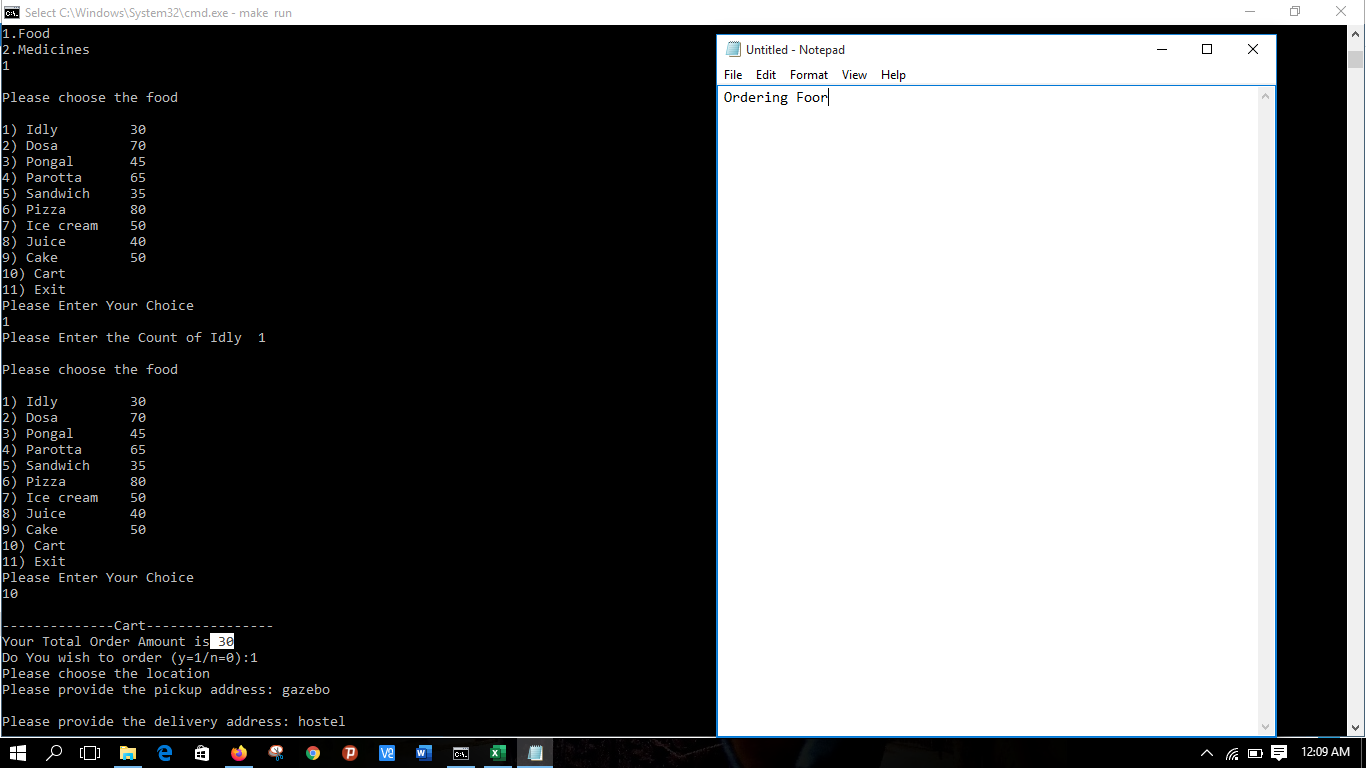 Select C:\Windows\System32\cmd.exe - make run
1.Food
2.Medicines
1
Please choose the food
1) Idly 30
2) Dosa 70
3) Pongal 45
4) Parotta 65
5) Sandwich 35
6) Pizza 80
7) Ice cream 50
8) Juice 40
9) Cake 50
10) Cart
11) Exit
Please Enter Your Choice
1
Please Enter the Count of Idly 1
Please choose the food
1) Idly 30
2) Dosa 70
3) Pongal 45
4) Parotta 65
5) Sandwich 35
6) Pizza 80
7) Ice cream 50
8) Juice 40
9) Cake 50
10) Cart
11) Exit
Please Enter Your Choice
10
--------------Cart----------------
Your Total Order Amount is 30
Do You wish to order (y=1/n=0):1
Please choose the location
Please provide the pickup address: gazebo
Please provide the delivery address: hostel
Untitled - Notepad
File Edit Format View Help
Ordering Foor
12:09 AM